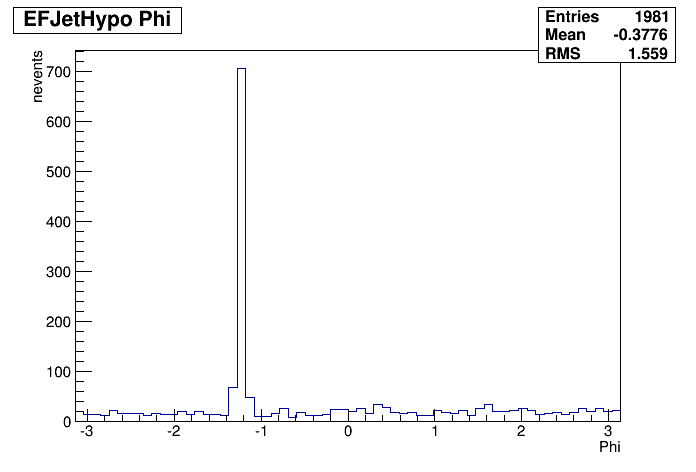 EFJetHypo Phi
Entries 1981
Mean -0.3776
RMS 1.559
nevents
700
600
500
400
300
200
100
0
-3 -2 -1 0 1 2 3
Phi